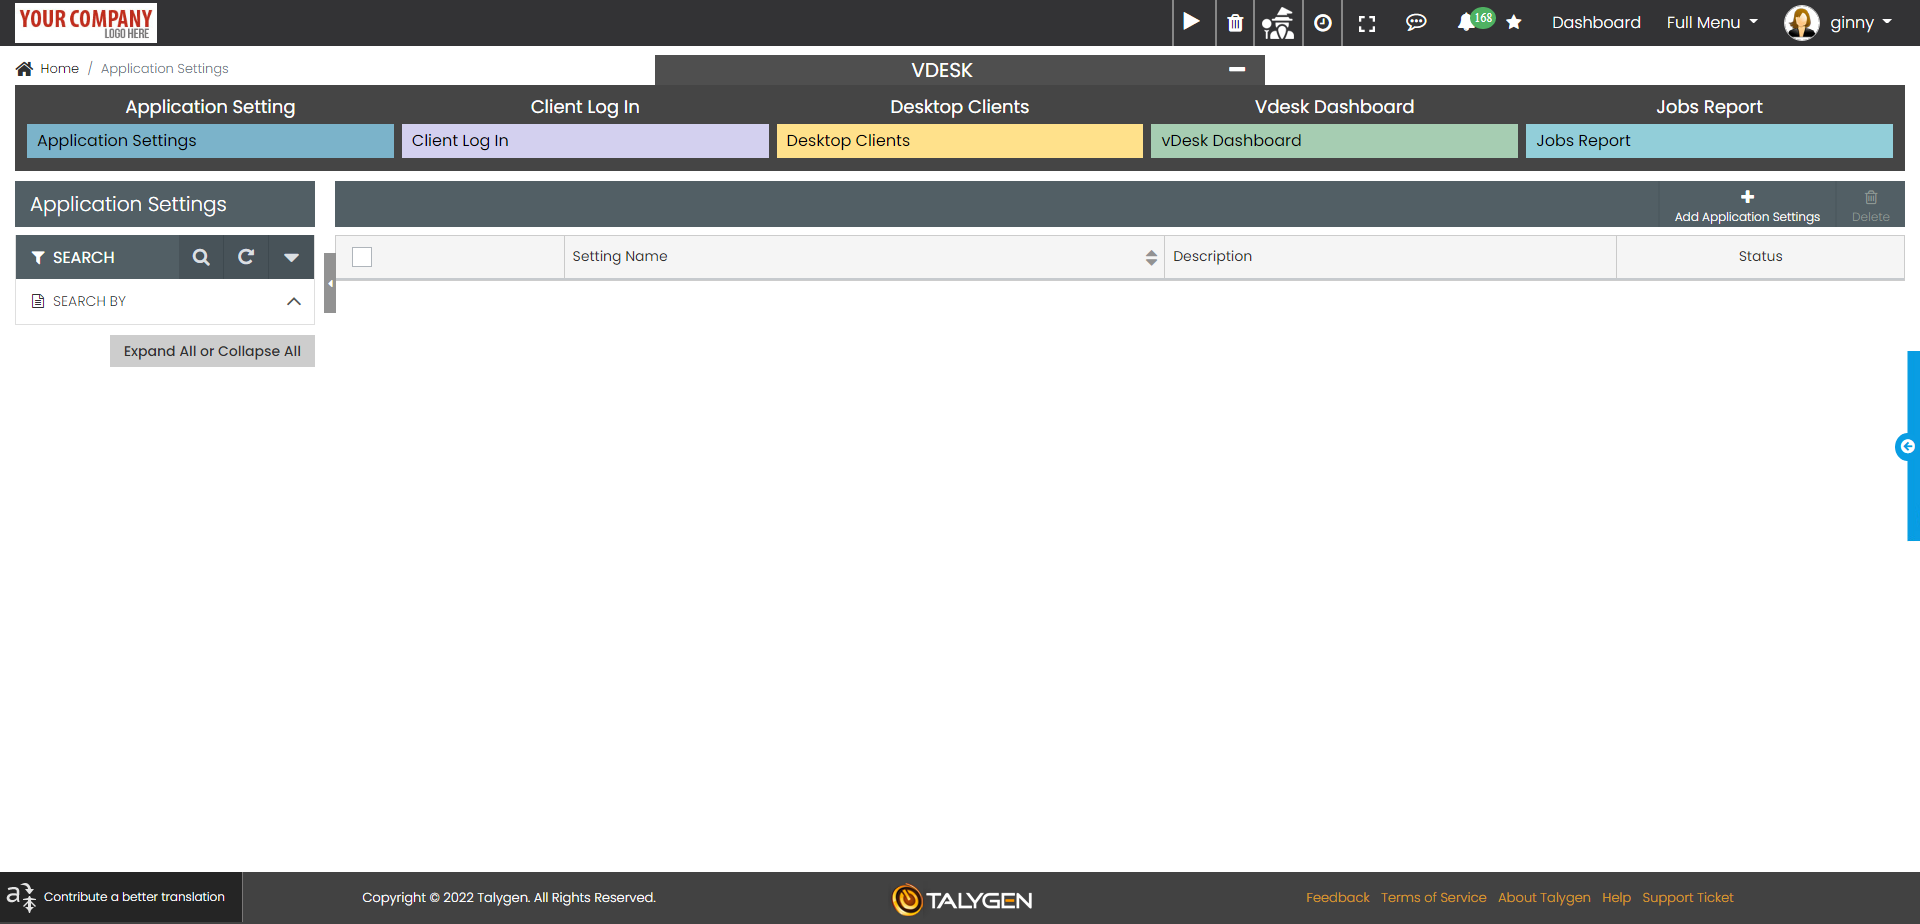 YOUR COMPANY
LOGO HERE
168
Dashboard
Full Menu
ginny
Home / Application Settings
VDESK
Application Setting
Client Log In
Desktop Clients
Vdesk Dashboard
Jobs Report
Application Settings
Client Log In
Desktop Clients
vDesk Dashboard
Jobs Report
Application Settings
Add Application Settings
Delete
SEARCH
Setting Name
Description
Status
SEARCH BY
Expand All or Collapse All
Contribute a better translation
Copyright © 2022 Talygen. All Rights Reserved.
TALYGEN
Feedback
Terms of Service
About Talygen
Help
Support Ticket